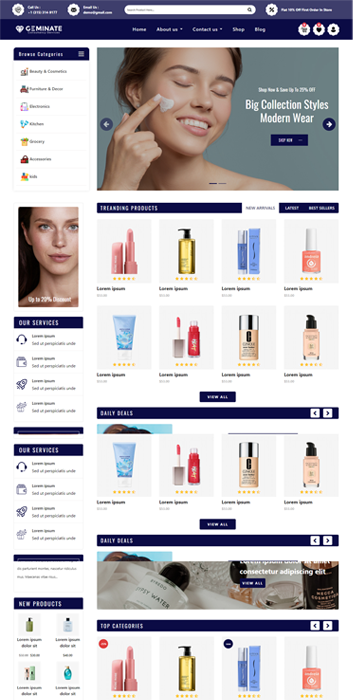 Call Us :
Email Us :
Search Product Here...
Flat 10% Off First Order In Store
+ 1 (215) 314-8177
demo@gmail.com
GEMINATE
Home
About us
Contact us
Shop
Blog
Browse Categories
Beauty & Cosmetics
Furniture & Decor
Electronics
Kitchen
Grocery
Accessories
kids
Shop Now & Save Up To 25% OFF
Big Collection Styles
Modern Wear
SHOP NOW
TREANDING PRODUCTS
NEW ARRIVALS
LATEST
BEST SELLERS
Up to 20% Discount
Lorem ipsum
Lorem ipsum
Lorem ipsum
Lorem ipsum
OUR SERVICES
Lorem ipsum
Sed ut perspiciatis unde
Lorem ipsum
Sed ut perspiciatis unde
Lorem ipsum
Sed ut perspiciatis unde
Lorem ipsum
Sed ut perspiciatis unde
Lorem ipsum
Lorem ipsum
Lorem ipsum
Lorem ipsum
VIEW ALL
DAILY DEALS
OUR SERVICES
Lorem ipsum
Sed ut perspiciatis unde
Lorem ipsum
Sed ut perspiciatis unde
Lorem ipsum
Sed ut perspiciatis unde
Lorem ipsum
Sed ut perspiciatis unde
Lorem ipsum
Lorem ipsum
Lorem ipsum
Lorem ipsum
VIEW ALL
DAILY DEALS
Lorem ipsum dolor sit amet
consectetur adipiscing elit
VIEW ALL
GYPSY WATER
NEW PRODUCTS
Lorem ipsum
dolor sit
Lorem ipsum
dolor sit
TOP CATEGORIES